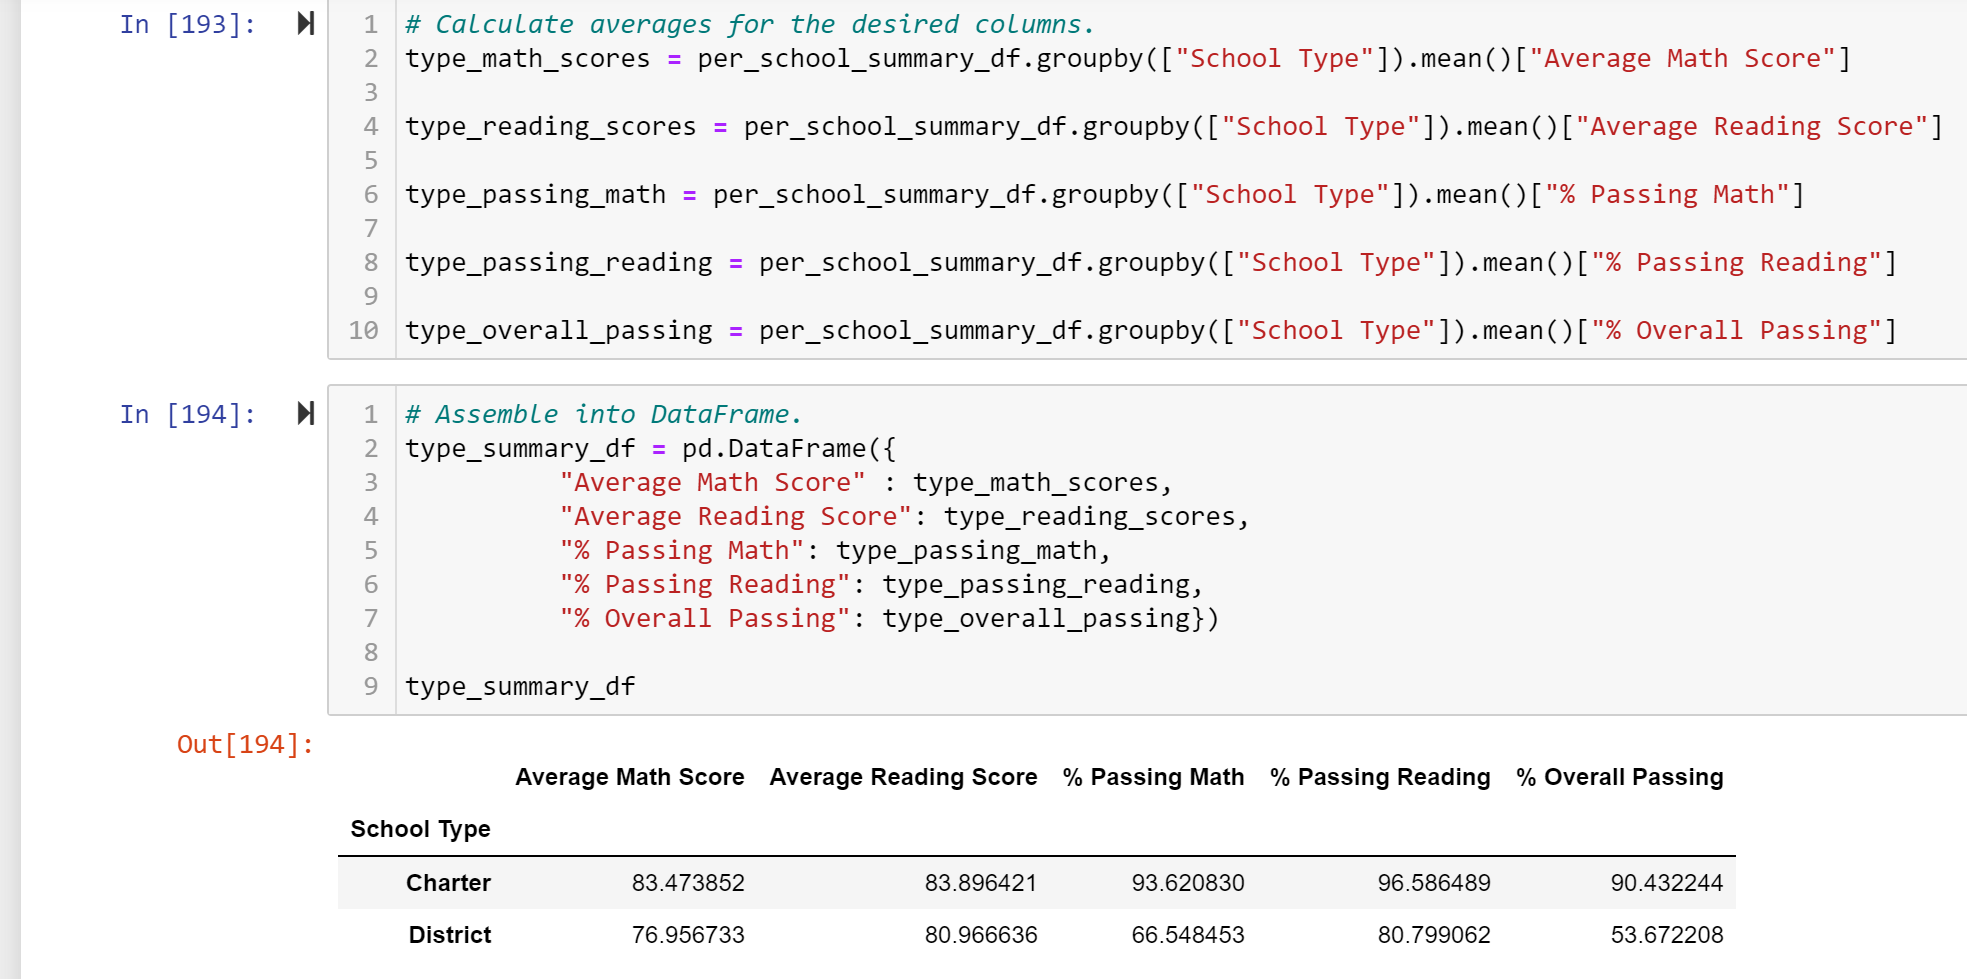 In [193]:
1 # Calculate averages for the desired columns.
2 type_math_scores = per_school_summary_df.groupby(["School Type"]).mean()["Average Math Score"]
3
4 type_reading_scores = per_school_summary_df.groupby(["School Type"]).mean()["Average Reading Score"]
5
6 type_passing_math = per_school_summary_df.groupby(["School Type"]).mean()["% Passing Math"]
7
8 type_passing_reading = per_school_summary_df.groupby(["School Type"]).mean()["% Passing Reading"]
9
10 type_overall_passing = per_school_summary_df.groupby(["School Type"]).mean()["% Overall Passing"]
In [194]:
1 # Assemble into DataFrame.
2 type_summary_df = pd.DataFrame({
3 "Average Math Score" : type_math_scores,
4 "Average Reading Score": type_reading_scores,
5 "% Passing Math": type_passing_math,
6 "% Passing Reading": type_passing_reading,
7 "% Overall Passing": type_overall_passing})
8
9 type_summary_df
Out[194]:
Average Math Score Average Reading Score % Passing Math % Passing Reading % Overall Passing
School Type
Charter 83.473852 83.896421 93.620830 96.586489 90.432244
District 76.956733 80.966636 66.548453 80.799062 53.672208